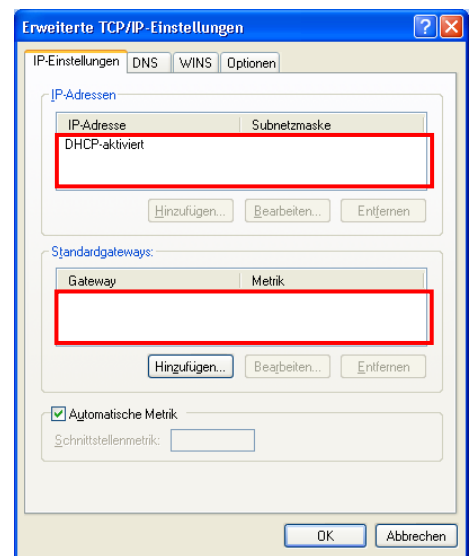 Erweiterte TCP/IP-Einstellungen
IP-Einstellungen DNS WINS Optionen
IP-Adressen
IP-Adresse Subnetzmaske
DHCP-aktiviert
Hinzufügen... Bearbeiten... Entfernen
Standardgateways:
Gateway Metrik
Hinzufügen... Bearbeiten... Entfernen
Automatische Metrik
Schnittstellenmetrik:
OK Abbrechen